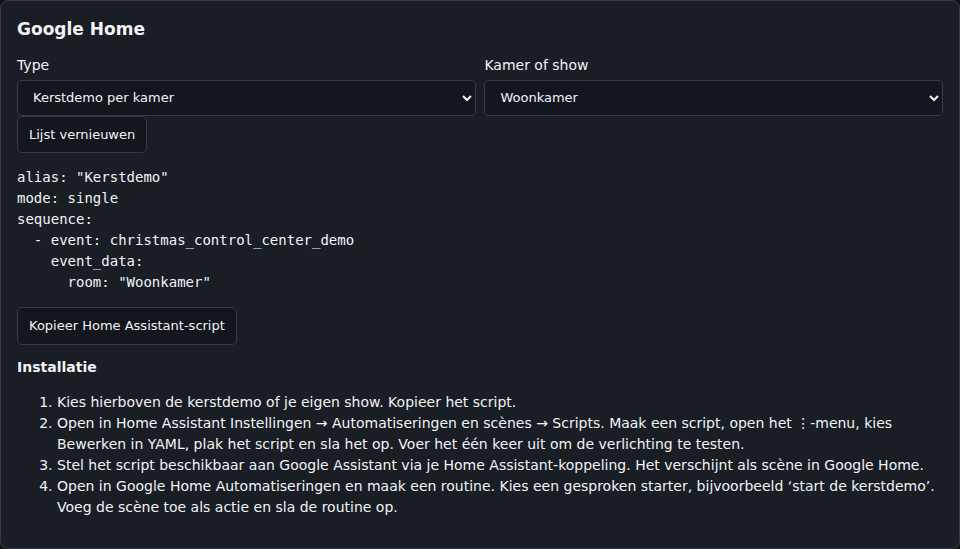 Google Home
Type
Kamer of show
Kerstdemo per kamer
Woonkamer
Lijst vernieuwen
alias: "Kerstdemo"
mode: single
sequence:
  - event: christmas_control_center_demo
    event_data:
      room: "Woonkamer"
Kopieer Home Assistant-script
Installatie
1. Kies hierboven de kerstdemo of je eigen show. Kopieer het script.
2. Open in Home Assistant Instellingen → Automatiseringen en scènes → Scripts. Maak een script, open het ⋮-menu, kies
Bewerken in YAML, plak het script en sla het op. Voer het één keer uit om de verlichting te testen.
3. Stel het script beschikbaar aan Google Assistant via je Home Assistant-koppeling. Het verschijnt als scène in Google Home.
4. Open in Google Home Automatiseringen en maak een routine. Kies een gesproken starter, bijvoorbeeld ‘start de kerstdemo’.
Voeg de scène toe als actie en sla de routine op.